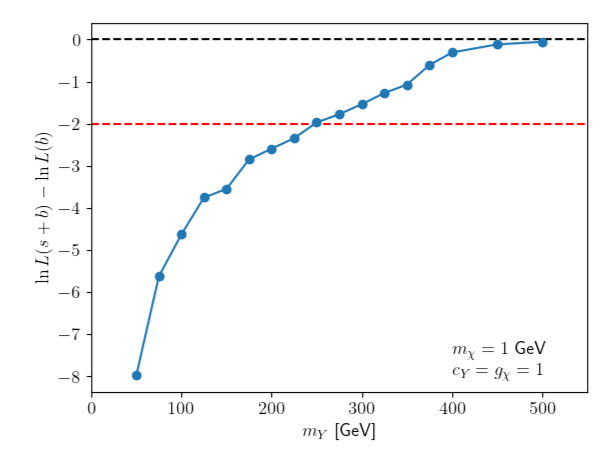 0
−1
−2
−3
−4
−5
−6
−7
−8
ln L(s + b) − ln L(b)
m_χ = 1 GeV
c_Y = g_χ = 1
0 100 200 300 400 500
m_Y [GeV]